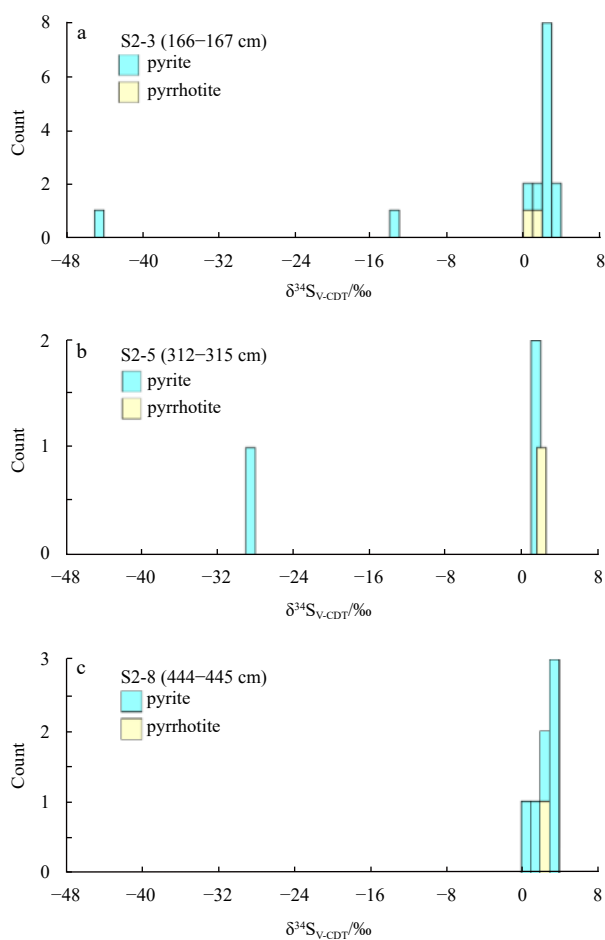 a
S2-3 (166−167 cm)
pyrite
pyrrhotite
Count
8
6
4
2
0
−48 −40 −32 −24 −16 −8 0 8
δ³⁴S_V-CDT/‰
b
S2-5 (312−315 cm)
pyrite
pyrrhotite
Count
2
1
0
−48 −40 −32 −24 −16 −8 0 8
δ³⁴S_V-CDT/‰
c
S2-8 (444−445 cm)
pyrite
pyrrhotite
Count
3
2
1
0
−48 −40 −32 −24 −16 −8 0 8
δ³⁴S_V-CDT/‰